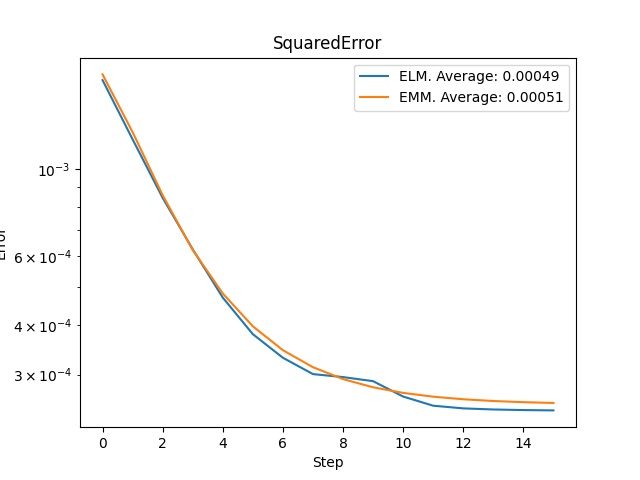 SquaredError
ELM. Average: 0.00049
EMM. Average: 0.00051
10⁻³
6 × 10⁻⁴
4 × 10⁻⁴
3 × 10⁻⁴
Error
0 2 4 6 8 10 12 14
Step